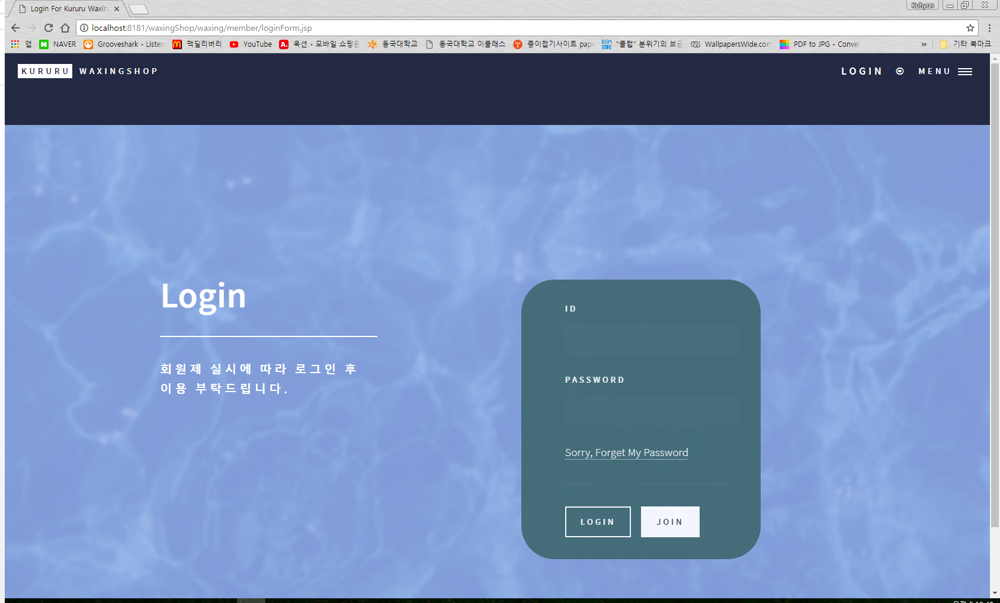 Login For Kururu Waxin
Kuhyun
localhost:8181/waxingShop/waxing/member/loginForm.jsp
앱 NAVER Grooveshark - Listen 맥딜리버리 YouTube 옥션 - 모바일 쇼핑은 동국대학교 동국대학교 이클래스 종이접기사이트 pape BGM STORE "클럽" 분위기의 브금 WallpapersWide.com PDF to JPG - Conver » 기타 북마크
KURURU WAXINGSHOP LOGIN MENU
Login
회원제 실시에 따라 로그인 후
이용 부탁드립니다.
ID
PASSWORD
Sorry, Forget My Password
LOGIN JOIN